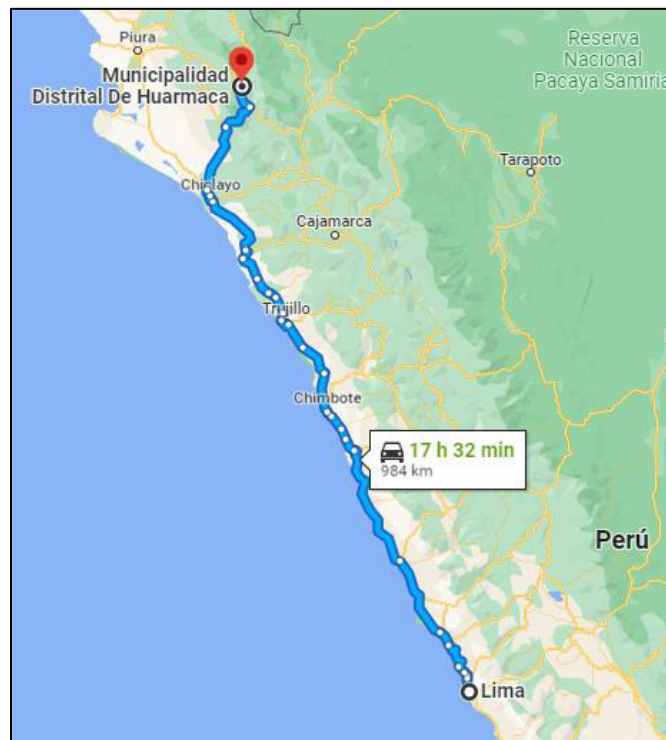 Piura
Reserva
Nacional
Pacaya Samiria
Municipalidad
Distrital De Huarmaca
Tarapoto
Chiclayo
Cajamarca
Trujillo
Chimbote
17 h 32 min
984 km
Perú
Lima